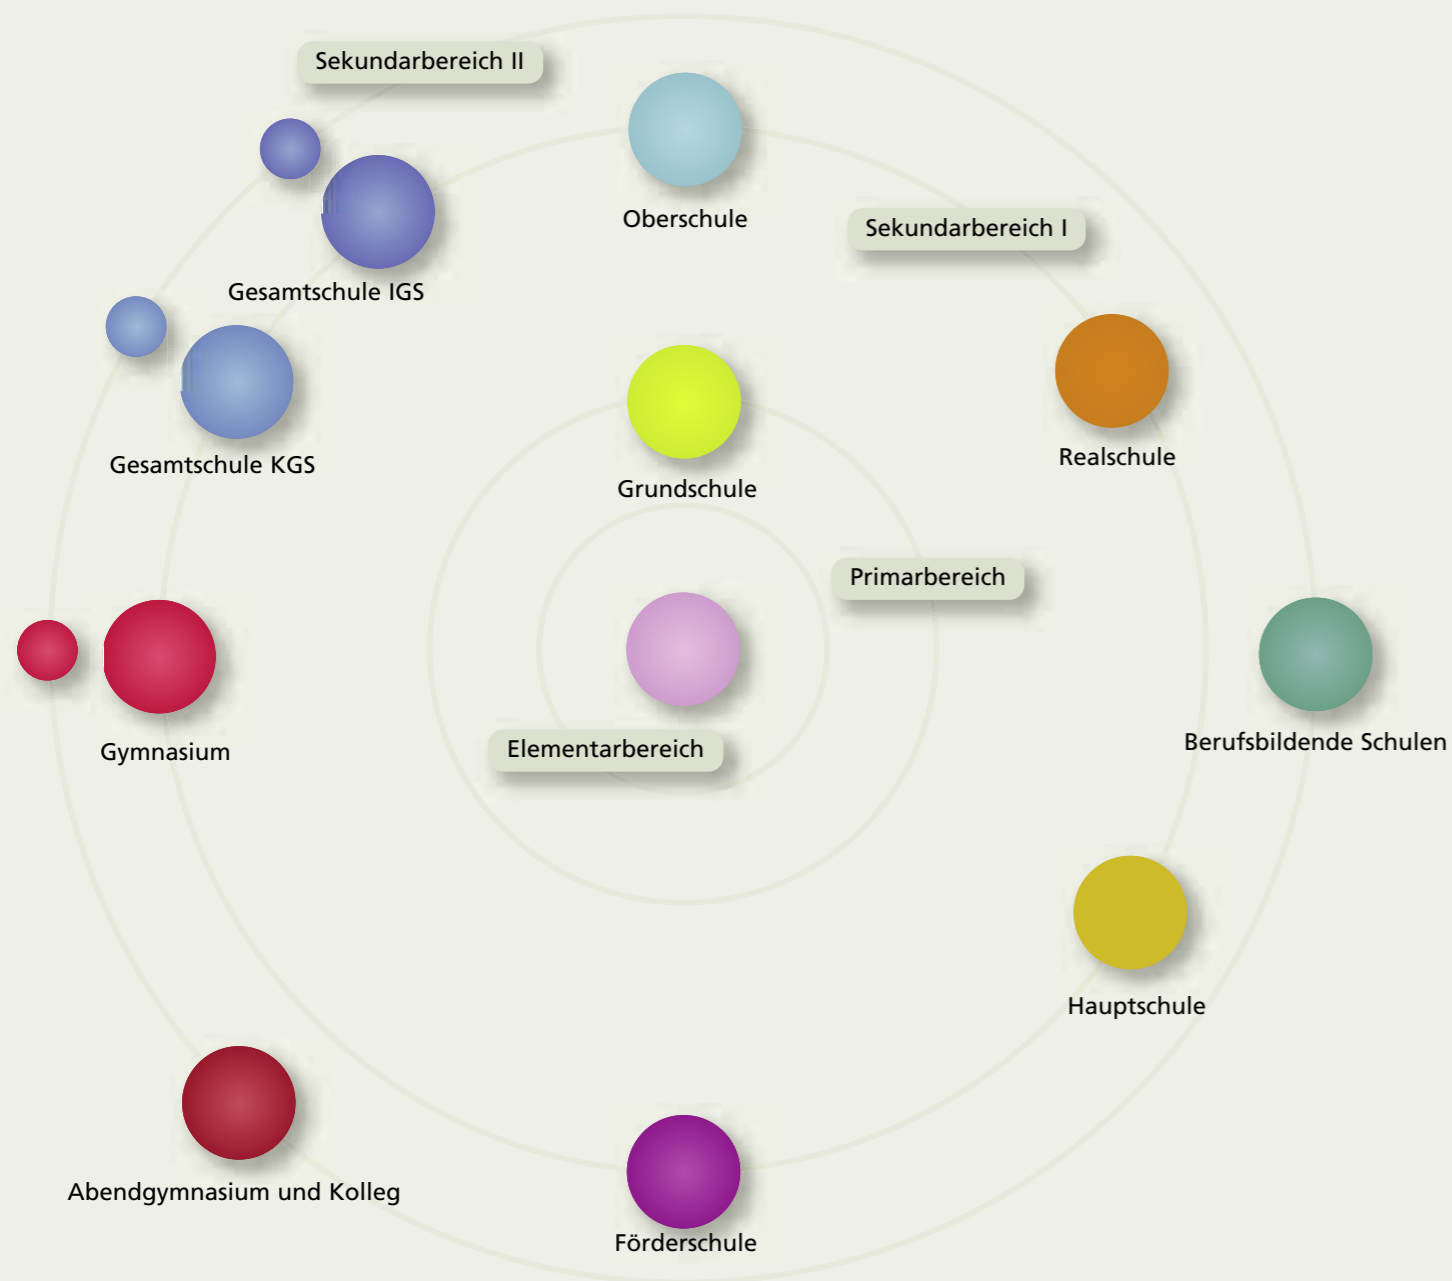 Sekundarbereich II
Oberschule
Sekundarbereich I
Gesamtschule IGS
Gesamtschule KGS
Realschule
Grundschule
Primarbereich
Gymnasium
Elementarbereich
Berufsbildende Schulen
Hauptschule
Abendgymnasium und Kolleg
Förderschule